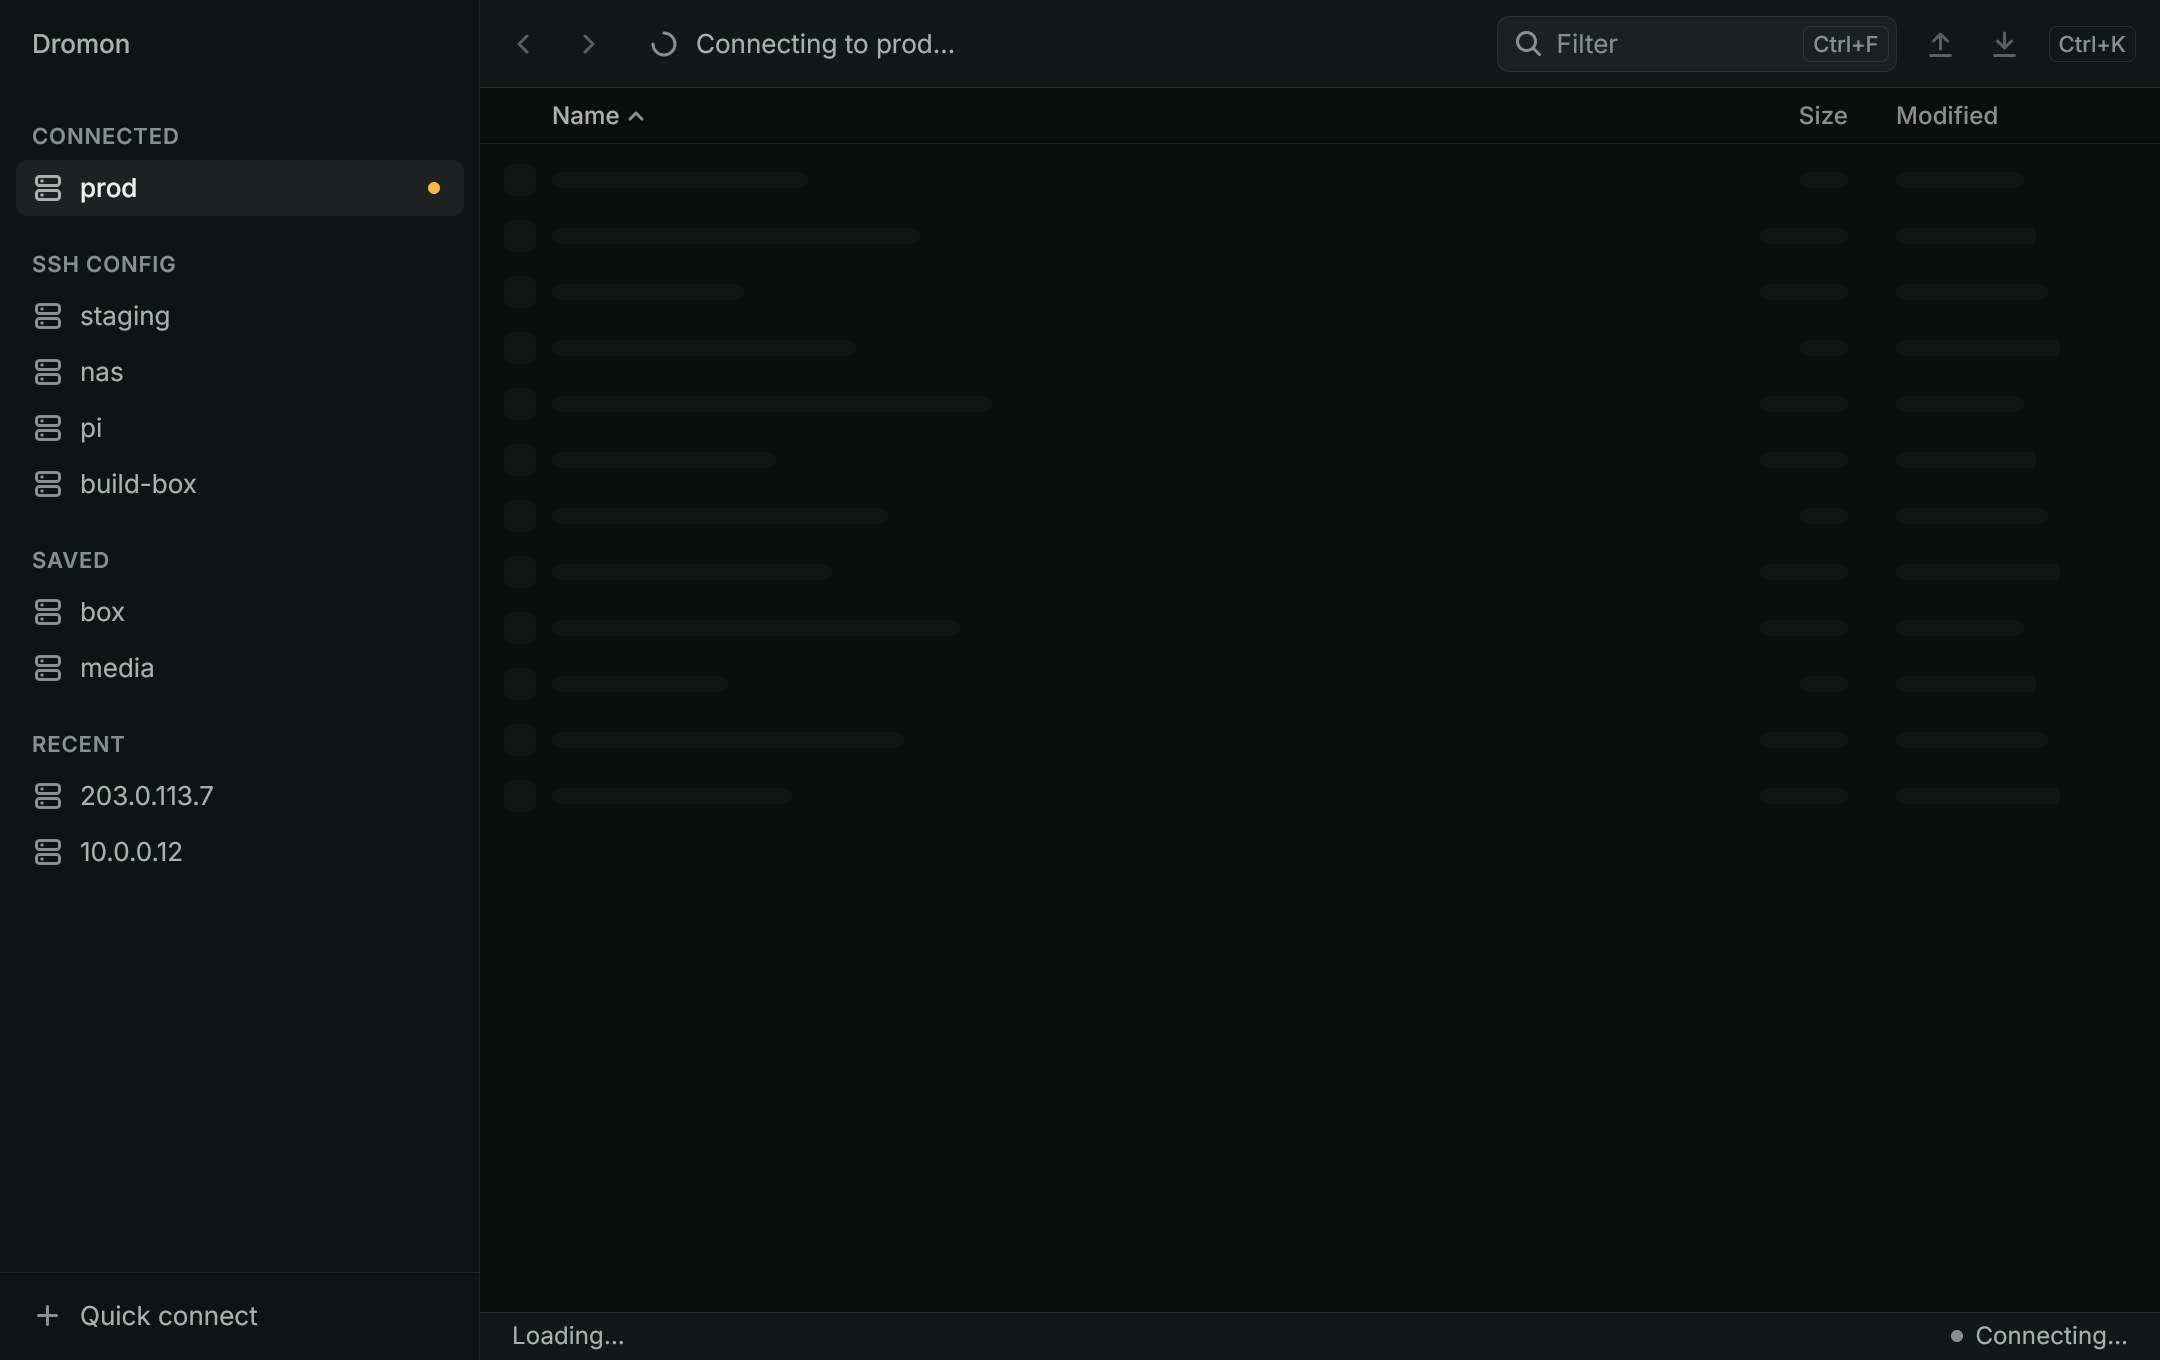 Dromon
CONNECTED
prod
SSH CONFIG
staging
nas
pi
build-box
SAVED
box
media
RECENT
203.0.113.7
10.0.0.12
Quick connect
Connecting to prod...
Filter
Ctrl+F
Ctrl+K
Name
Size
Modified
Loading...
Connecting...